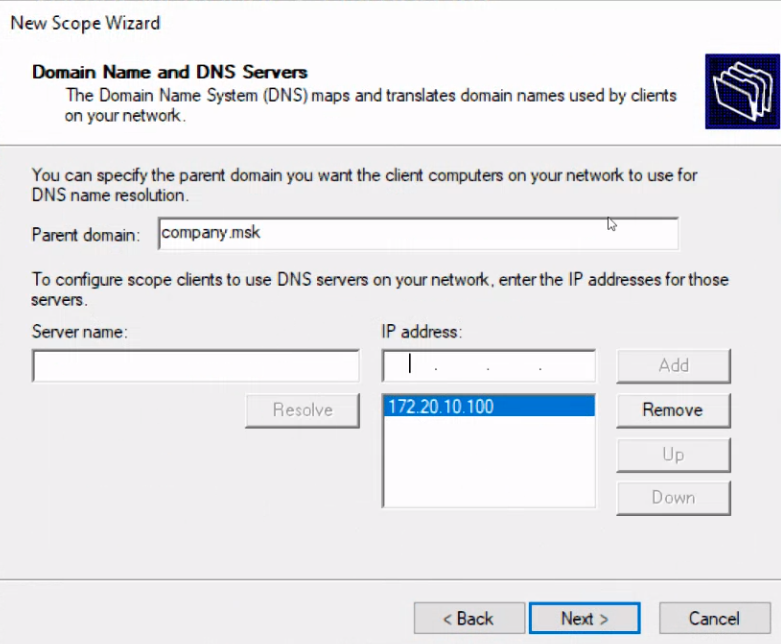 New Scope Wizard
Domain Name and DNS Servers
The Domain Name System (DNS) maps and translates domain names used by clients
on your network.
You can specify the parent domain you want the client computers on your network to use for
DNS name resolution.
Parent domain: company.msk
To configure scope clients to use DNS servers on your network, enter the IP addresses for those
servers.
Server name: IP address:
. . . Add
Resolve 172.20.10.100 Remove
Up
Down
< Back Next > Cancel